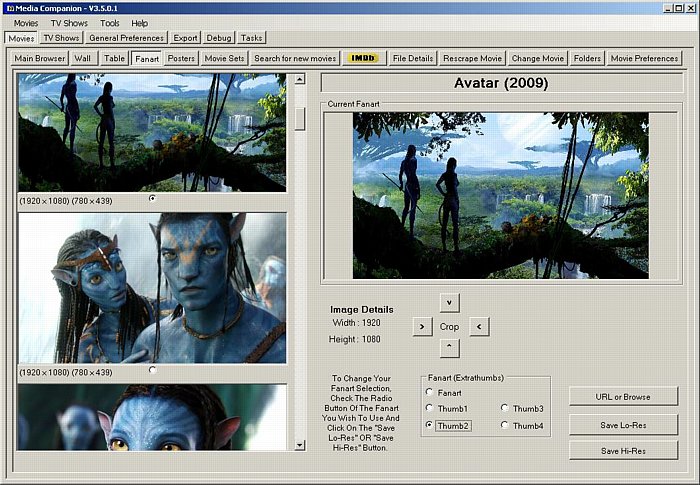 Media Companion - V3.5.0.1
Movies TV Shows Tools Help
Movies TV Shows General Preferences Export Debug Tasks
Main Browser Wall Table Fanart Posters Movie Sets Search for new movies IMDb File Details Rescrape Movie Change Movie Folders Movie Preferences
Avatar (2009)
Current Fanart
(1920 × 1080) (780 × 439)
(1920 × 1080) (780 × 439)
Image Details
Width : 1920
Height : 1080
Crop
To Change Your
Fanart Selection,
Check The Radio
Button Of The Fanart
You Wish To Use And
Click On The "Save
Lo-Res" OR "Save
Hi-Res" Button.
Fanart (Extrathumbs)
Fanart
Thumb1 Thumb3
Thumb2 Thumb4
URL or Browse
Save Lo-Res
Save Hi-Res